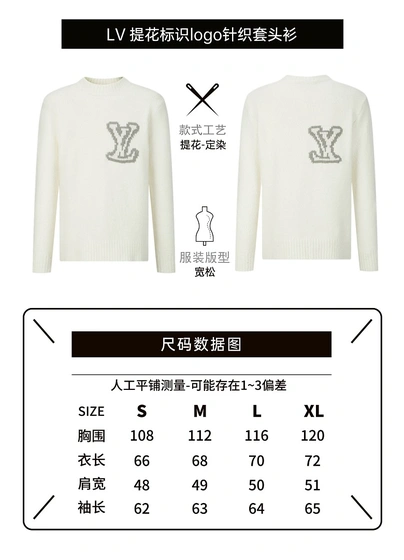 LV 提花标识logo针织套头衫
款式工艺
提花-定染
服装版型
宽松
尺码数据图
人工平铺测量-可能存在1~3偏差
SIZE S M L XL
胸围 108 112 116 120
衣长 66 68 70 72
肩宽 48 49 50 51
袖长 62 63 64 65